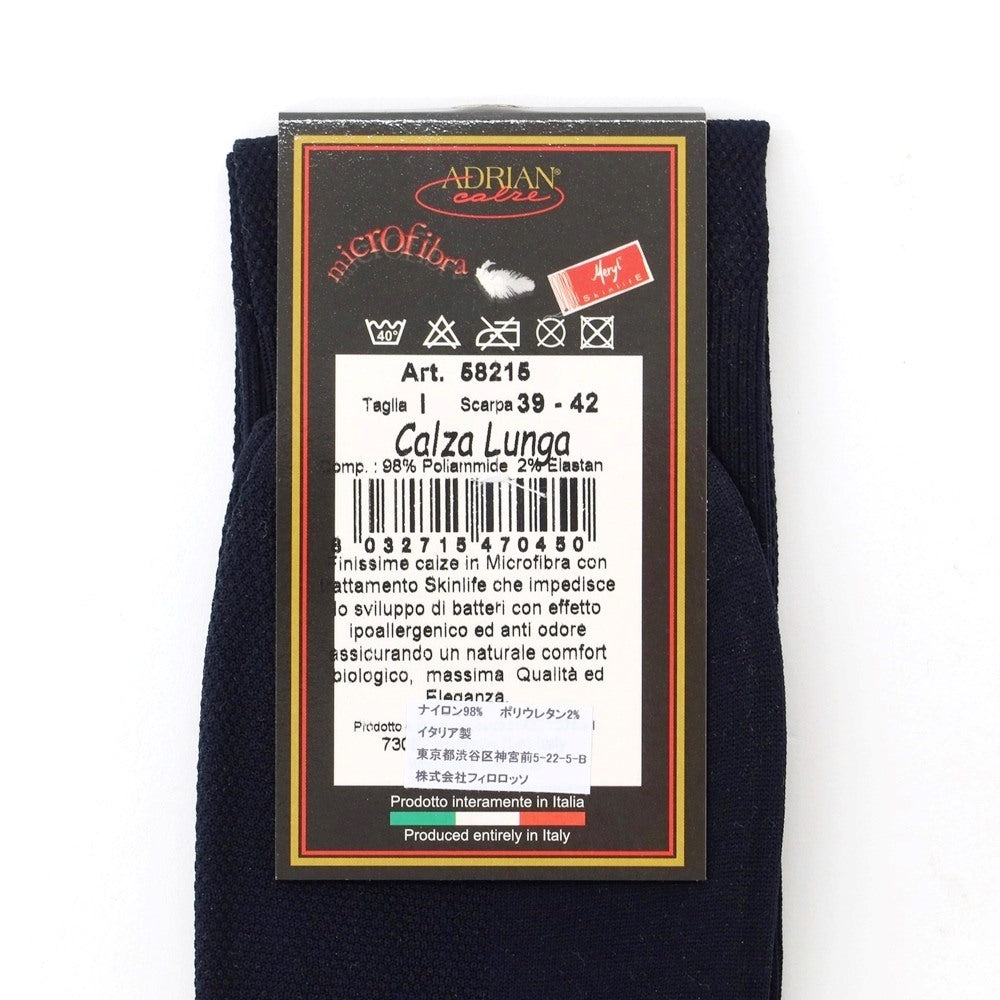 ADRIAN®
calze
microfibra
Meryl®
SkinlifE
40°
Art. 58215
Taglia I Scarpa 39 - 42
Calza Lunga
Comp. : 98% Poliammide 2% Elastan
8 032715 470450
Finissime calze in Microfibra con
trattamento Skinlife che impedisce
lo sviluppo di batteri con effetto
ipoallergenico ed anti odore
assicurando un naturale comfort
biologico, massima Qualità ed
Eleganza.
Prodotto
730
ナイロン98% ポリウレタン2%
イタリア製
東京都渋谷区神宮前5-22-5-B
株式会社フィロロッソ
Prodotto interamente in Italia
Produced entirely in Italy